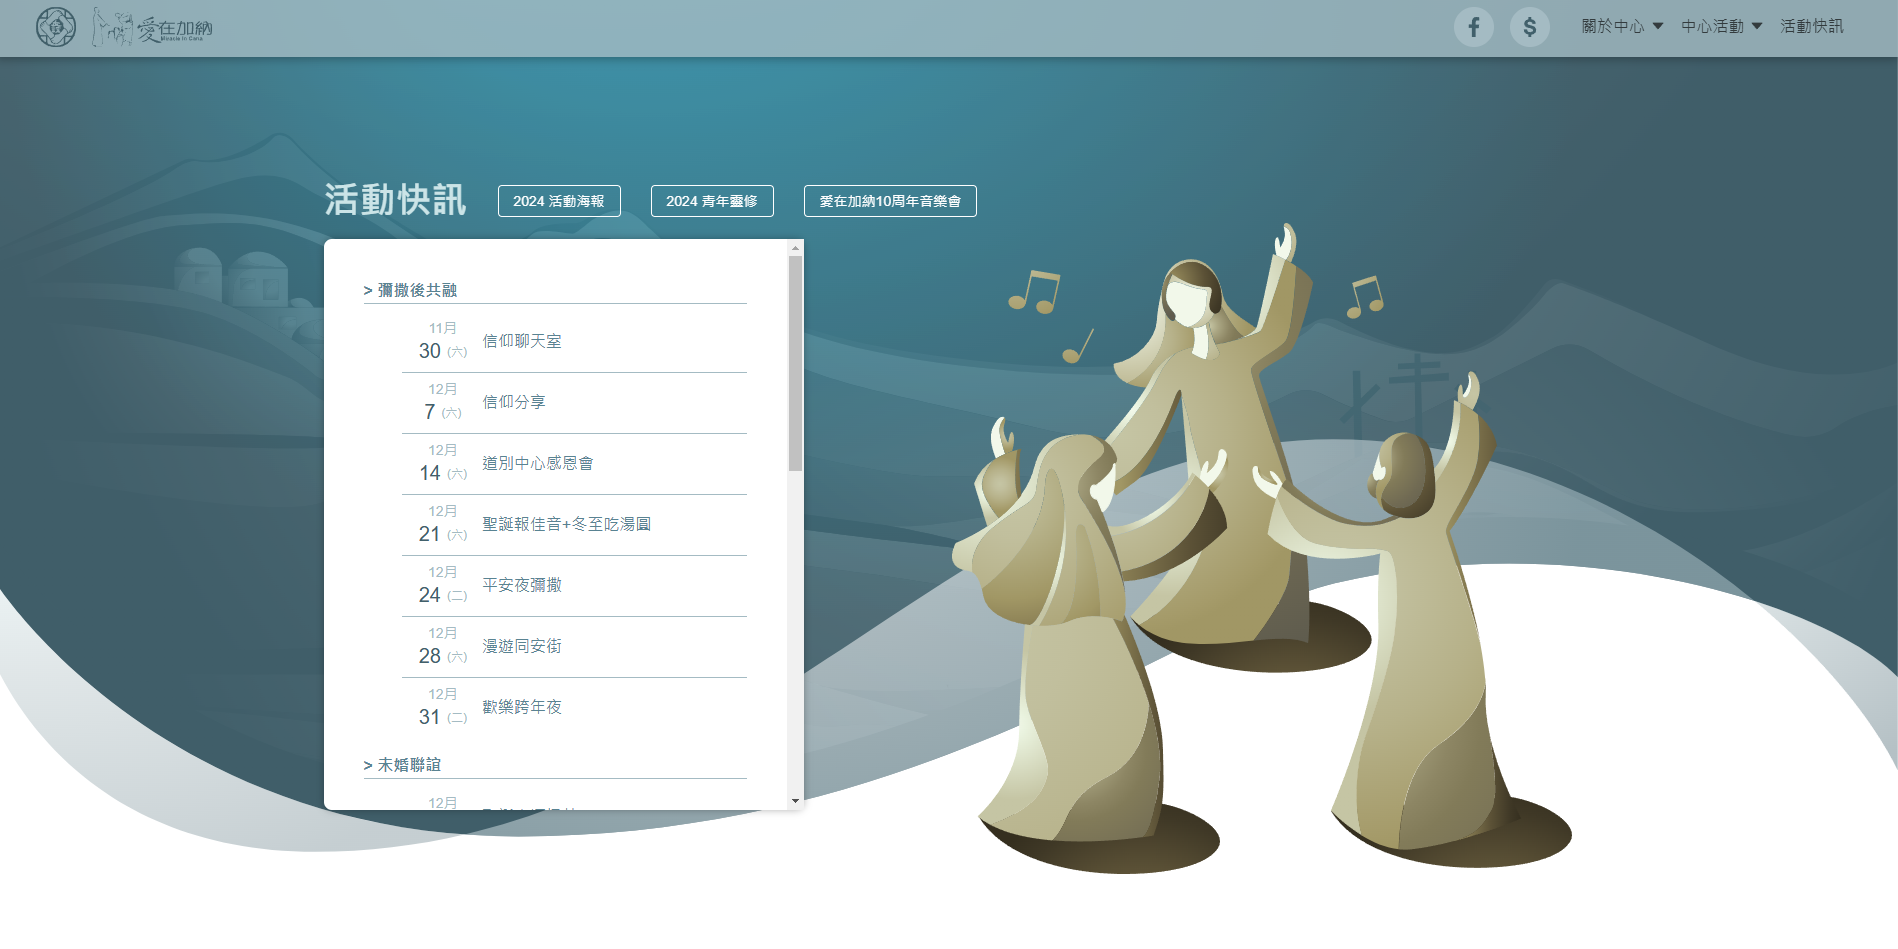 愛在加納
Miracle in Cana
$
關於中心
中心活動
活動快訊
活動快訊
2024 活動海報
2024 青年靈修
愛在加納10周年音樂會
> 彌撒後共融
11月
30 (六)
信仰聊天室
12月
7 (六)
信仰分享
12月
14 (六)
道別中心感恩會
12月
21 (六)
聖誕報佳音+冬至吃湯圓
12月
24 (二)
平安夜彌撒
12月
28 (六)
漫遊同安街
12月
31 (二)
歡樂跨年夜
> 未婚聯誼
12月